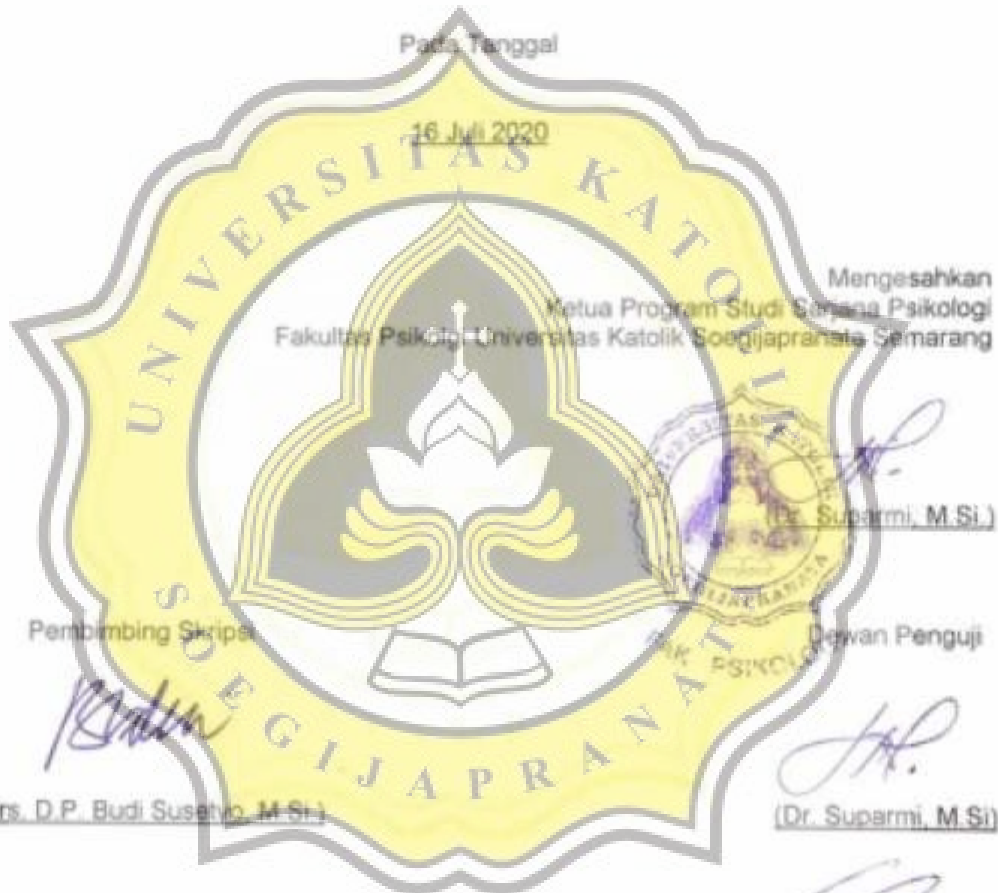 Pada Tanggal
16 Juli 2020
UNIVERSITAS KATOLIK
SOEGIJAPRANATA
Mengesahkan
Ketua Program Studi Sarjana Psikologi
Fakultas Psikologi Universitas Katolik Soegijapranata Semarang
(Dr. Suparmi, M.Si.)
Pembimbing Skripsi
Dewan Penguji
rs. D.P. Budi Susetyo, M.Si.)
(Dr. Suparmi, M.Si)